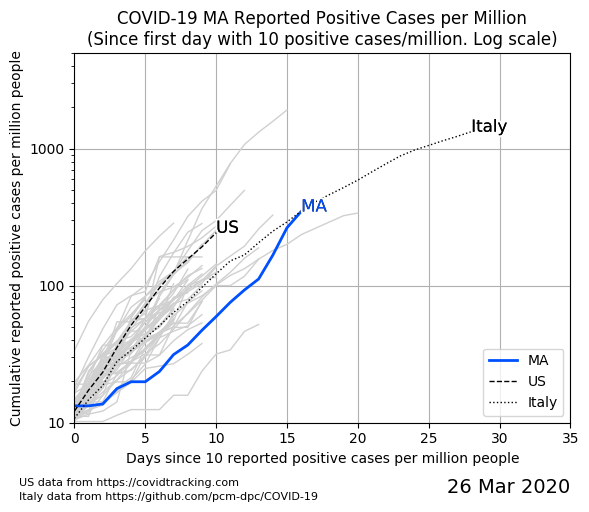 COVID-19 MA Reported Positive Cases per Million
(Since first day with 10 positive cases/million. Log scale)
Cumulative reported positive cases per million people
1000
100
10
Italy
MA
US
MA
US
Italy
0 5 10 15 20 25 30 35
Days since 10 reported positive cases per million people
US data from https://covidtracking.com
Italy data from https://github.com/pcm-dpc/COVID-19
26 Mar 2020